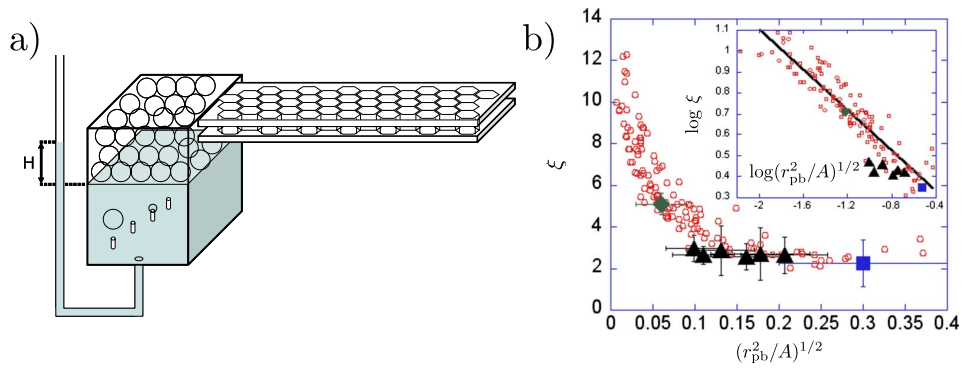 a)
H
b)
ξ
14
12
10
8
6
4
2
0
0 0.05 0.1 0.15 0.2 0.25 0.3 0.35 0.4
(r²pb/A)^1/2
log ξ
1.1
1
0.9
0.8
0.7
0.6
0.5
0.4
0.3
-2 -1.6 -1.2 -0.8 -0.4
log(r²pb/A)^1/2